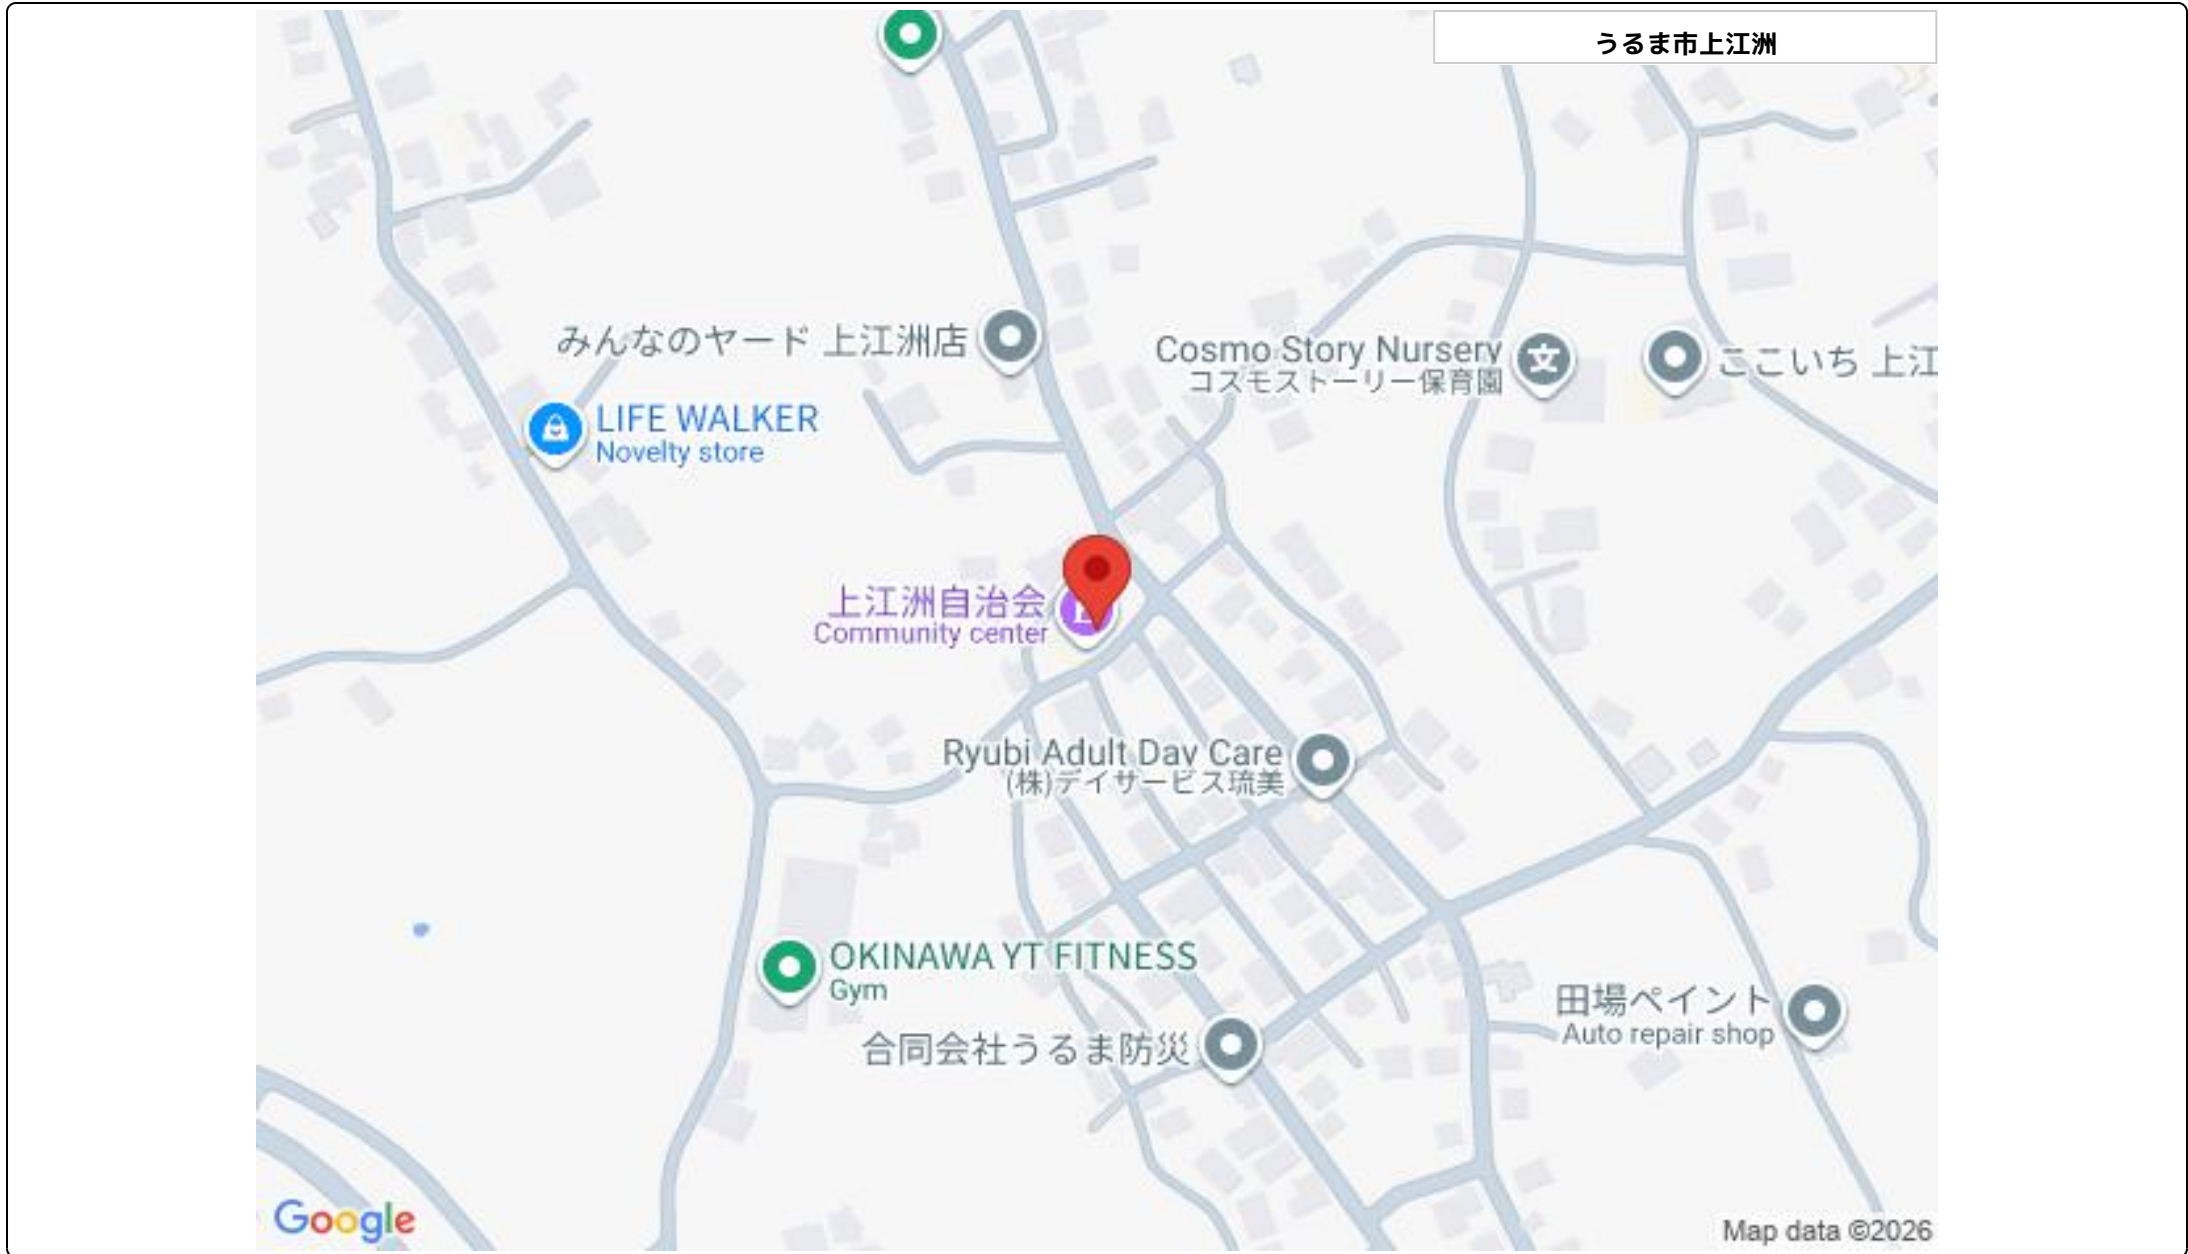 うるま市上江洲
みんなのヤード 上江洲店
Cosmo Story Nursery
コスモストーリー保育園
ここいち 上江
LIFE WALKER
Novelty store
上江洲自治会
Community center
Ryubi Adult Day Care
(株)デイサービス琉美
OKINAWA YT FITNESS
Gym
田場ペイント
Auto repair shop
合同会社うるま防災
Google
Map data ©2026